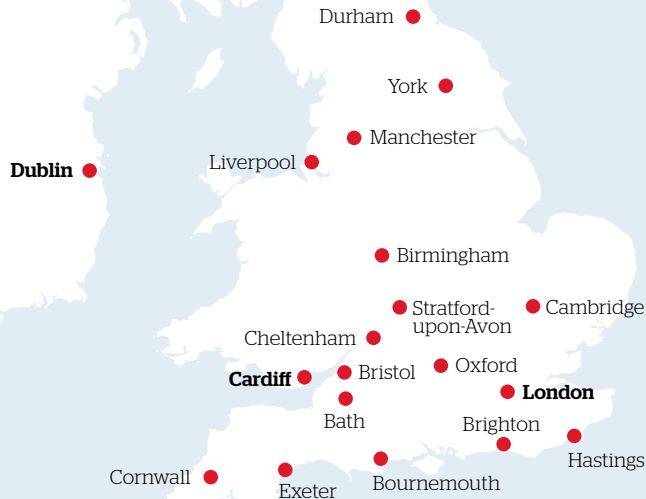 Durham
York
Manchester
Liverpool
Dublin
Birmingham
Stratford-
upon-Avon
Cambridge
Cheltenham
Cardiff
Bristol
Oxford
London
Bath
Brighton
Hastings
Cornwall
Exeter
Bournemouth